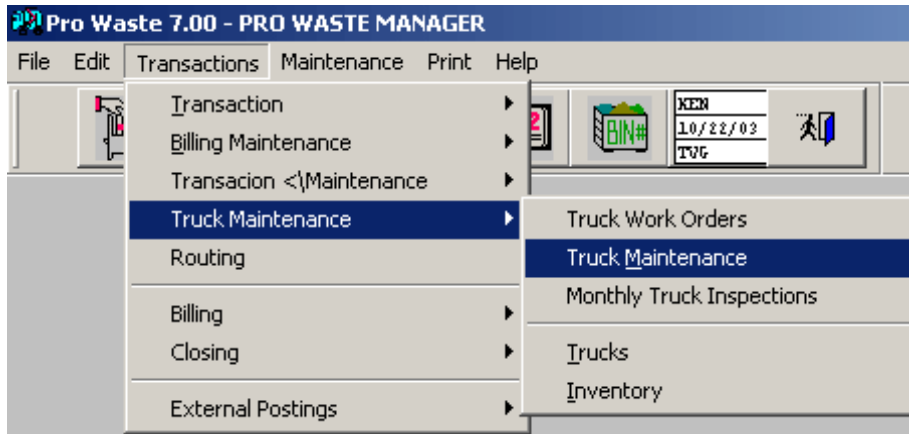 Pro Waste 7.00 - PRO WASTE MANAGER
File Edit Transactions Maintenance Print Help
Transaction
Billing Maintenance
Transacion <\Maintenance
Truck Maintenance
Routing
Billing
Closing
External Postings
2
BIN#
KEN
10/22/03
TVG
Truck Work Orders
Truck Maintenance
Monthly Truck Inspections
Trucks
Inventory